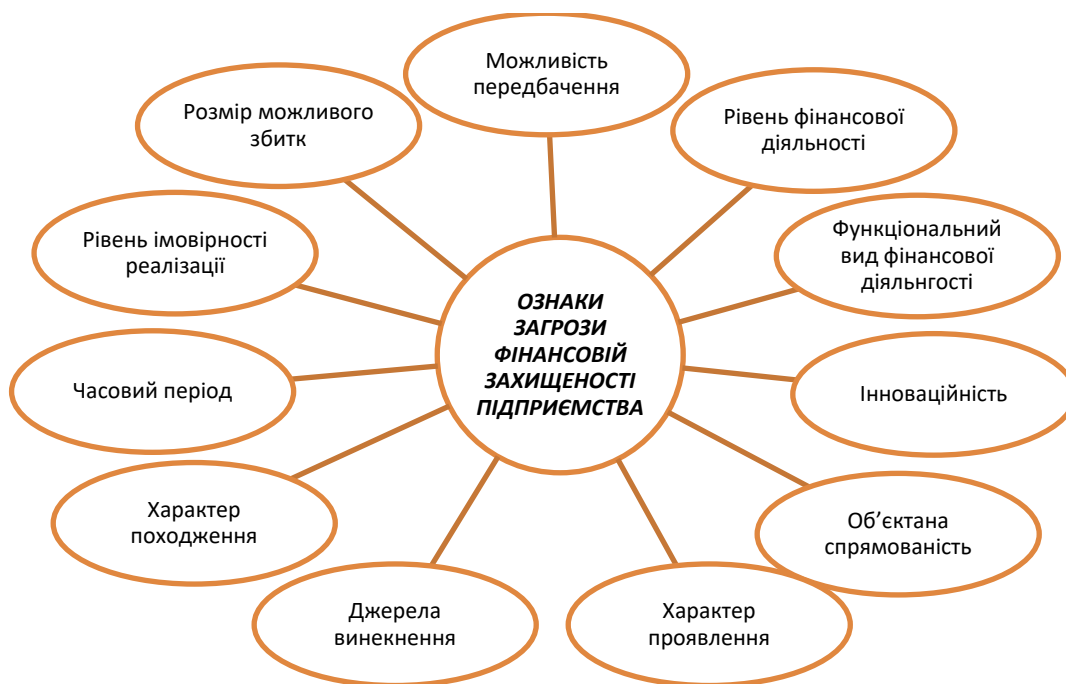 Можливість
передбачення
Рівень фінансової
діяльності
Функціональний
вид фінансової
діяльнгості
Інноваційність
Об’єктана
спрямованість
Характер
проявлення
Джерела
винекнення
Характер
походження
Часовий період
Рівень імовірності
реалізації
Розмір можливого
збитк
ОЗНАКИ
ЗАГРОЗИ
ФІНАНСОВІЙ
ЗАХИЩЕНОСТІ
ПІДПРИЄМСТВА